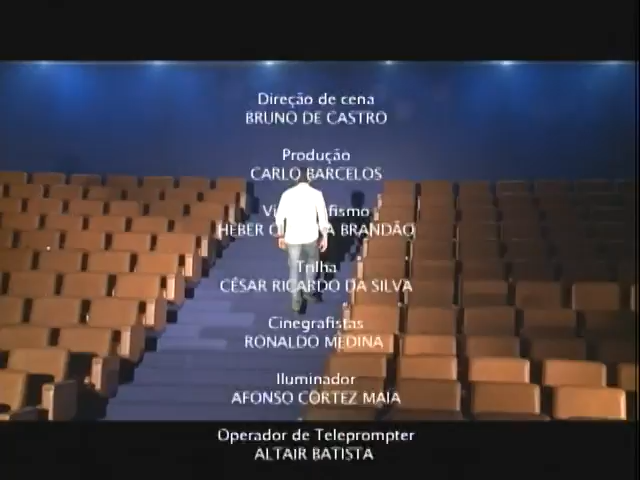 Direção de cena
BRUNO DE CASTRO
Produção
CARLO BARCELOS
HEBER BRANDÃO
Trilha
CÉSAR RICARDO DA SILVA
Cinegrafistas
RONALDO MEDINA
Iluminador
AFONSO CORTEZ MAIA
Operador de Teleprompter
ALTAIR BATISTA